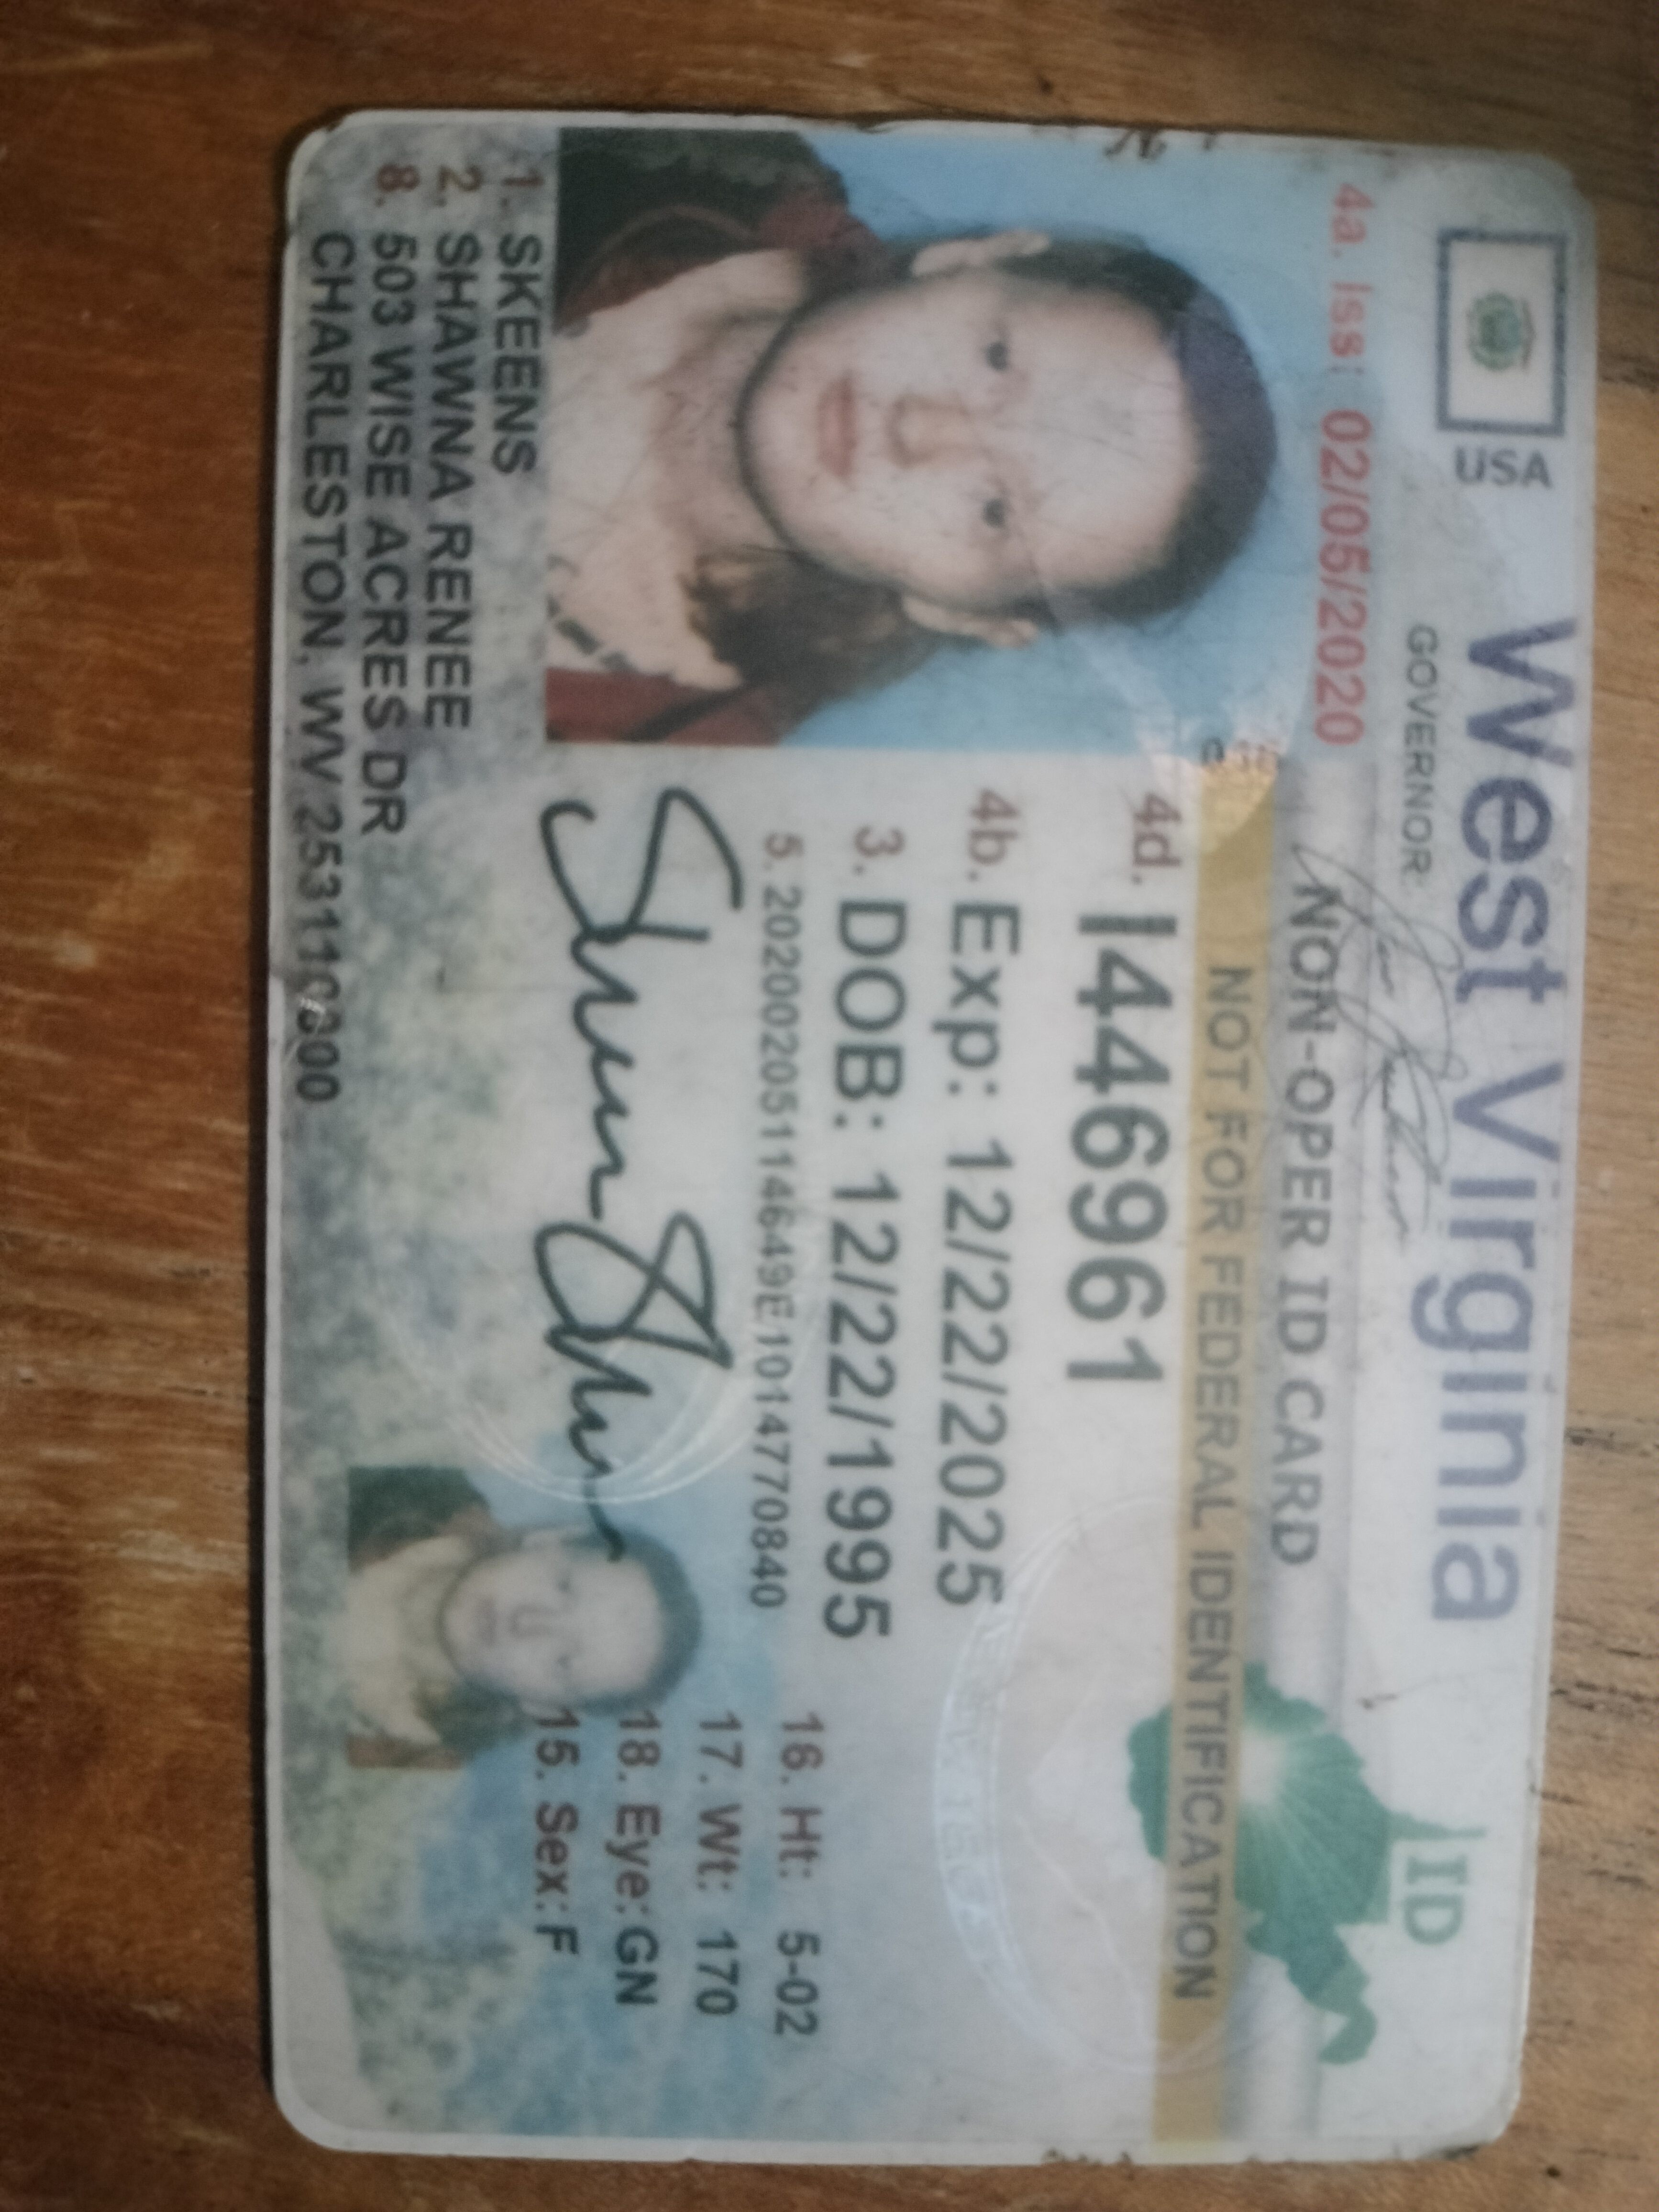 West Virginia
USA
GOVERNOR:
ID
4a. Iss: 02/05/2020
NON-OPER ID CARD
NOT FOR FEDERAL IDENTIFICATION
4d. I446961
4b. Exp: 12/22/2025
3. DOB: 12/22/1995
5. 20200205114649E1014770840
16. Ht: 5-02
17. Wt: 170
18. Eye: GN
15. Sex: F
1. SKEENS
2. SHAWNA RENEE
8. 503 WISE ACRES DR
CHARLESTON, WV